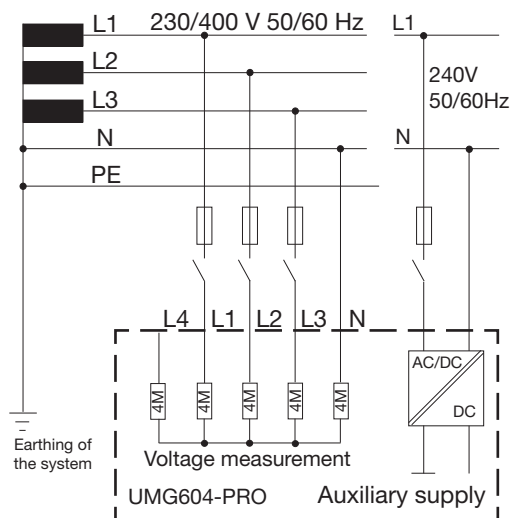 L1 230/400 V 50/60 Hz
L1
L2
240V
50/60Hz
L3
N
N
PE
L4 L1 L2 L3 N
AC/DC
DC
4M 4M 4M 4M 4M
Earthing of
the system
Voltage measurement
UMG604-PRO
Auxiliary supply